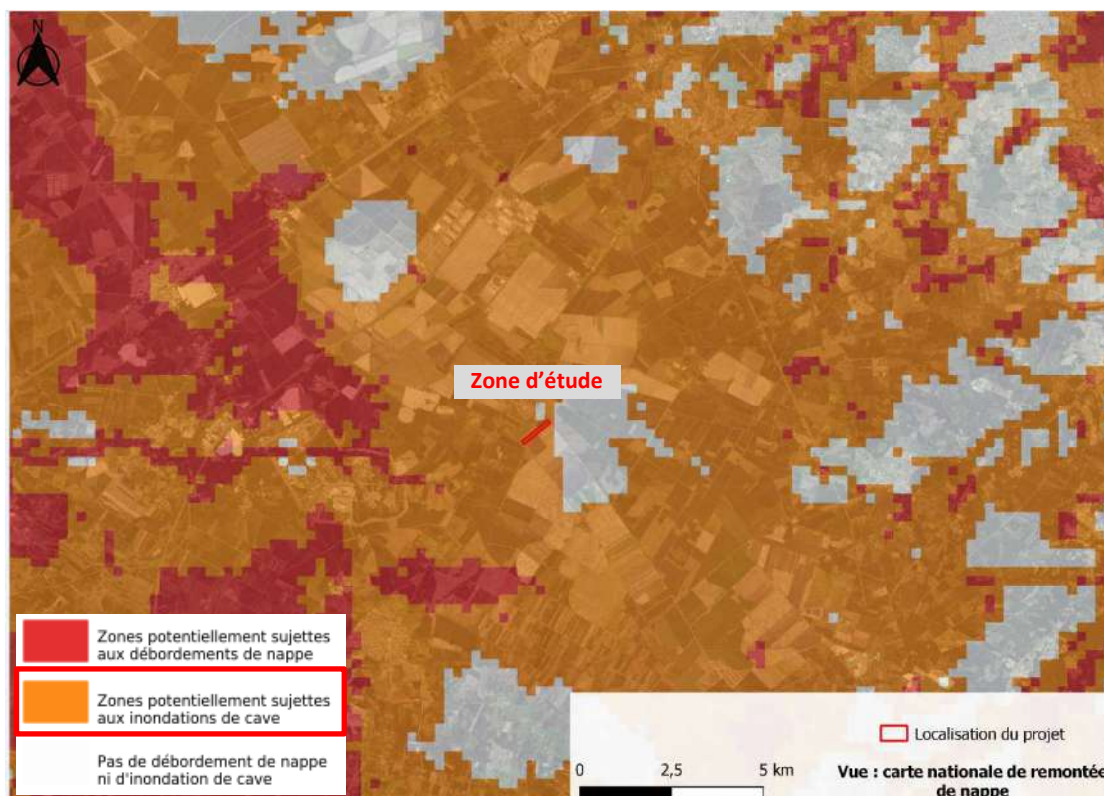 N
Zone d'étude
Zones potentiellement sujettes
aux débordements de nappe
Zones potentiellement sujettes
aux inondations de cave
Pas de débordement de nappe
ni d'inondation de cave
Localisation du projet
0 2,5 5 km
Vue : carte nationale de remontée
de nappe